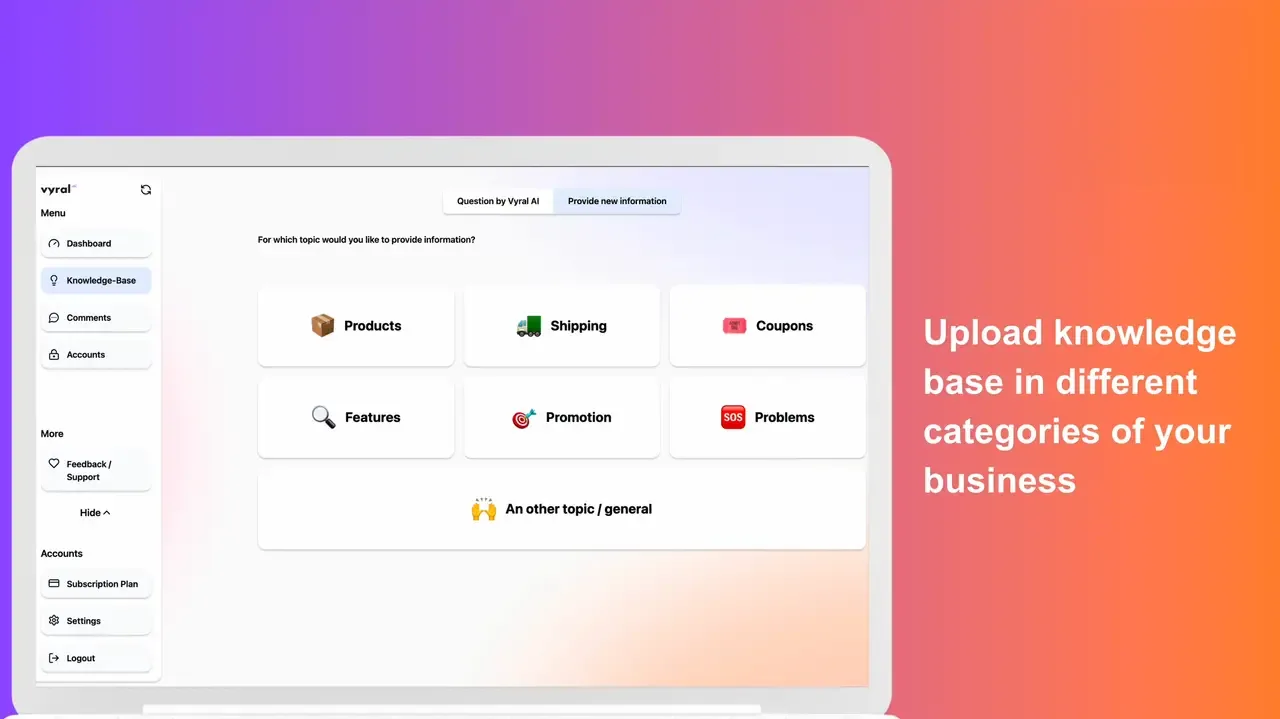 vyral
Menu
Dashboard
Knowledge-Base
Comments
Accounts
More
Feedback /
Support
Hide
Accounts
Subscription Plan
Settings
Logout
Question by Vyral AI
Provide new information
For which topic would you like to provide information?
Products
Shipping
Coupons
Features
Promotion
SOS
Problems
An other topic / general
Upload knowledge
base in different
categories of your
business